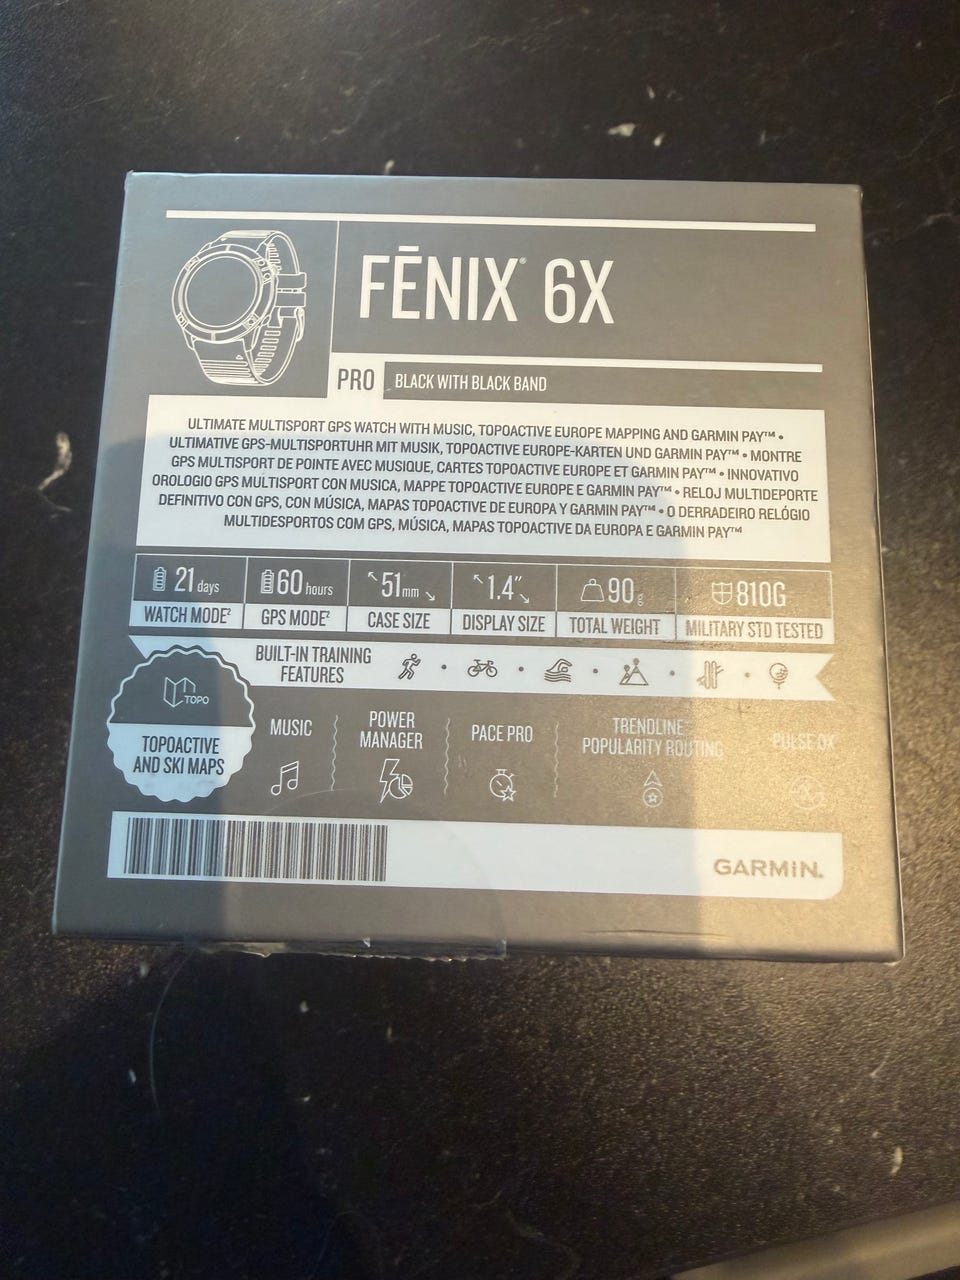 FĒNIX® 6X
PRO BLACK WITH BLACK BAND
ULTIMATE MULTISPORT GPS WATCH WITH MUSIC, TOPOACTIVE EUROPE MAPPING AND GARMIN PAY™ •
ULTIMATIVE GPS-MULTISPORTUHR MIT MUSIK, TOPOACTIVE EUROPE-KARTEN UND GARMIN PAY™ • MONTRE
GPS MULTISPORT DE POINTE AVEC MUSIQUE, CARTES TOPOACTIVE EUROPE ET GARMIN PAY™ • INNOVATIVO
OROLOGIO GPS MULTISPORT CON MUSICA, MAPPE TOPOACTIVE EUROPE E GARMIN PAY™ • RELOJ MULTIDEPORTE
DEFINITIVO CON GPS, CON MÚSICA, MAPAS TOPOACTIVE DE EUROPA Y GARMIN PAY™ • O DERRADEIRO RELÓGIO
MULTIDESPORTOS COM GPS, MÚSICA, MAPAS TOPOACTIVE DA EUROPA E GARMIN PAY™
21 days
WATCH MODE²
60 hours
GPS MODE²
51mm
CASE SIZE
1.4″
DISPLAY SIZE
90g
TOTAL WEIGHT
810G
MILITARY STD TESTED
BUILT-IN TRAINING
FEATURES
TOPO
TOPOACTIVE
AND SKI MAPS
MUSIC
POWER
MANAGER
PACE PRO
TRENDLINE™
POPULARITY ROUTING
PULSE OX
GARMIN.